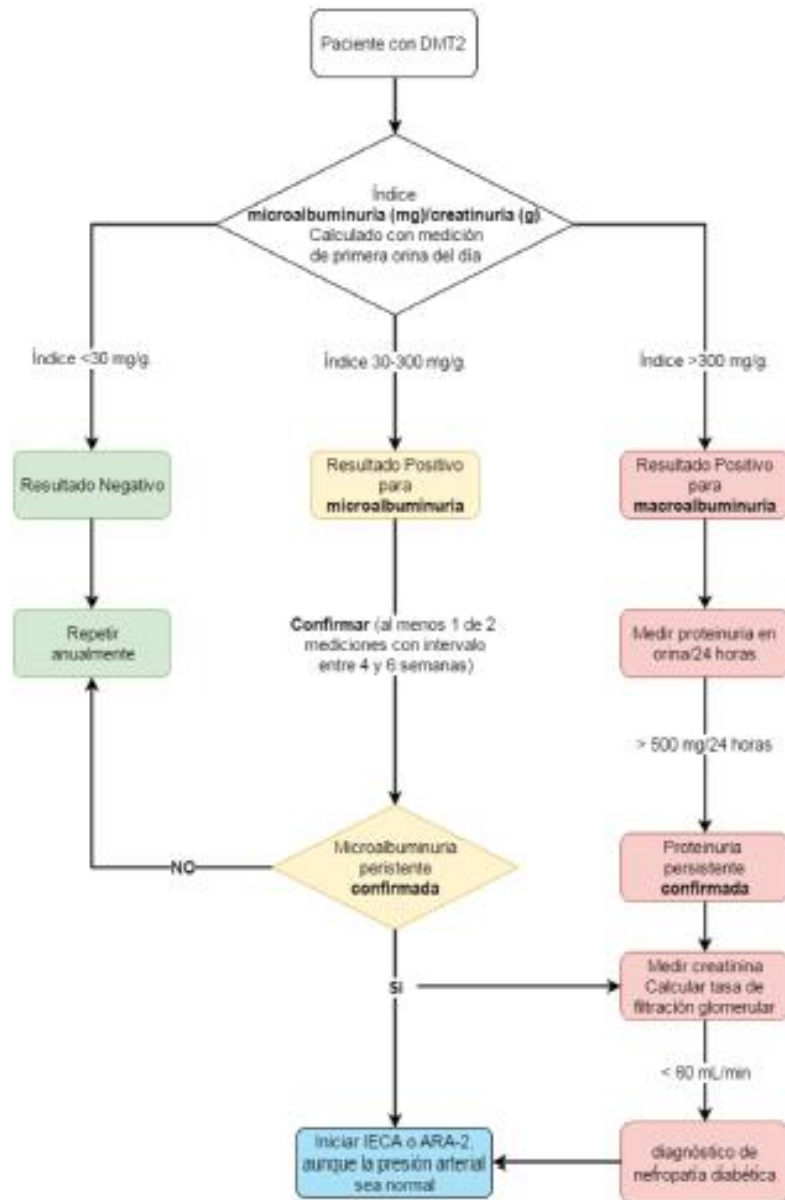 Paciente con DMT2
Índice
microalbuminuria (mg)/creatinuria (g)
Calculado con medición
de primera orina del día
Índice <30 mg/g.
Índice 30-300 mg/g.
Índice >300 mg/g.
Resultado Negativo
Resultado Positivo
para
microalbuminuria
Resultado Positivo
para
macroalbuminuria
Repetir
anualmente
Confirmar (al menos 1 de 2
mediciones con intervalo
entre 4 y 6 semanas)
Medir proteinuria en
orina/24 horas
> 500 mg/24 horas
Microalbuminuria
peristente
confirmada
NO
Proteinuria
persistente
confirmada
Si
Medir creatinina
Calcular tasa de
filtración glomerular
< 60 mL/min
Iniciar IECA o ARA-2,
aunque la presión arterial
sea normal
diagnóstico de
nefropatía diabética